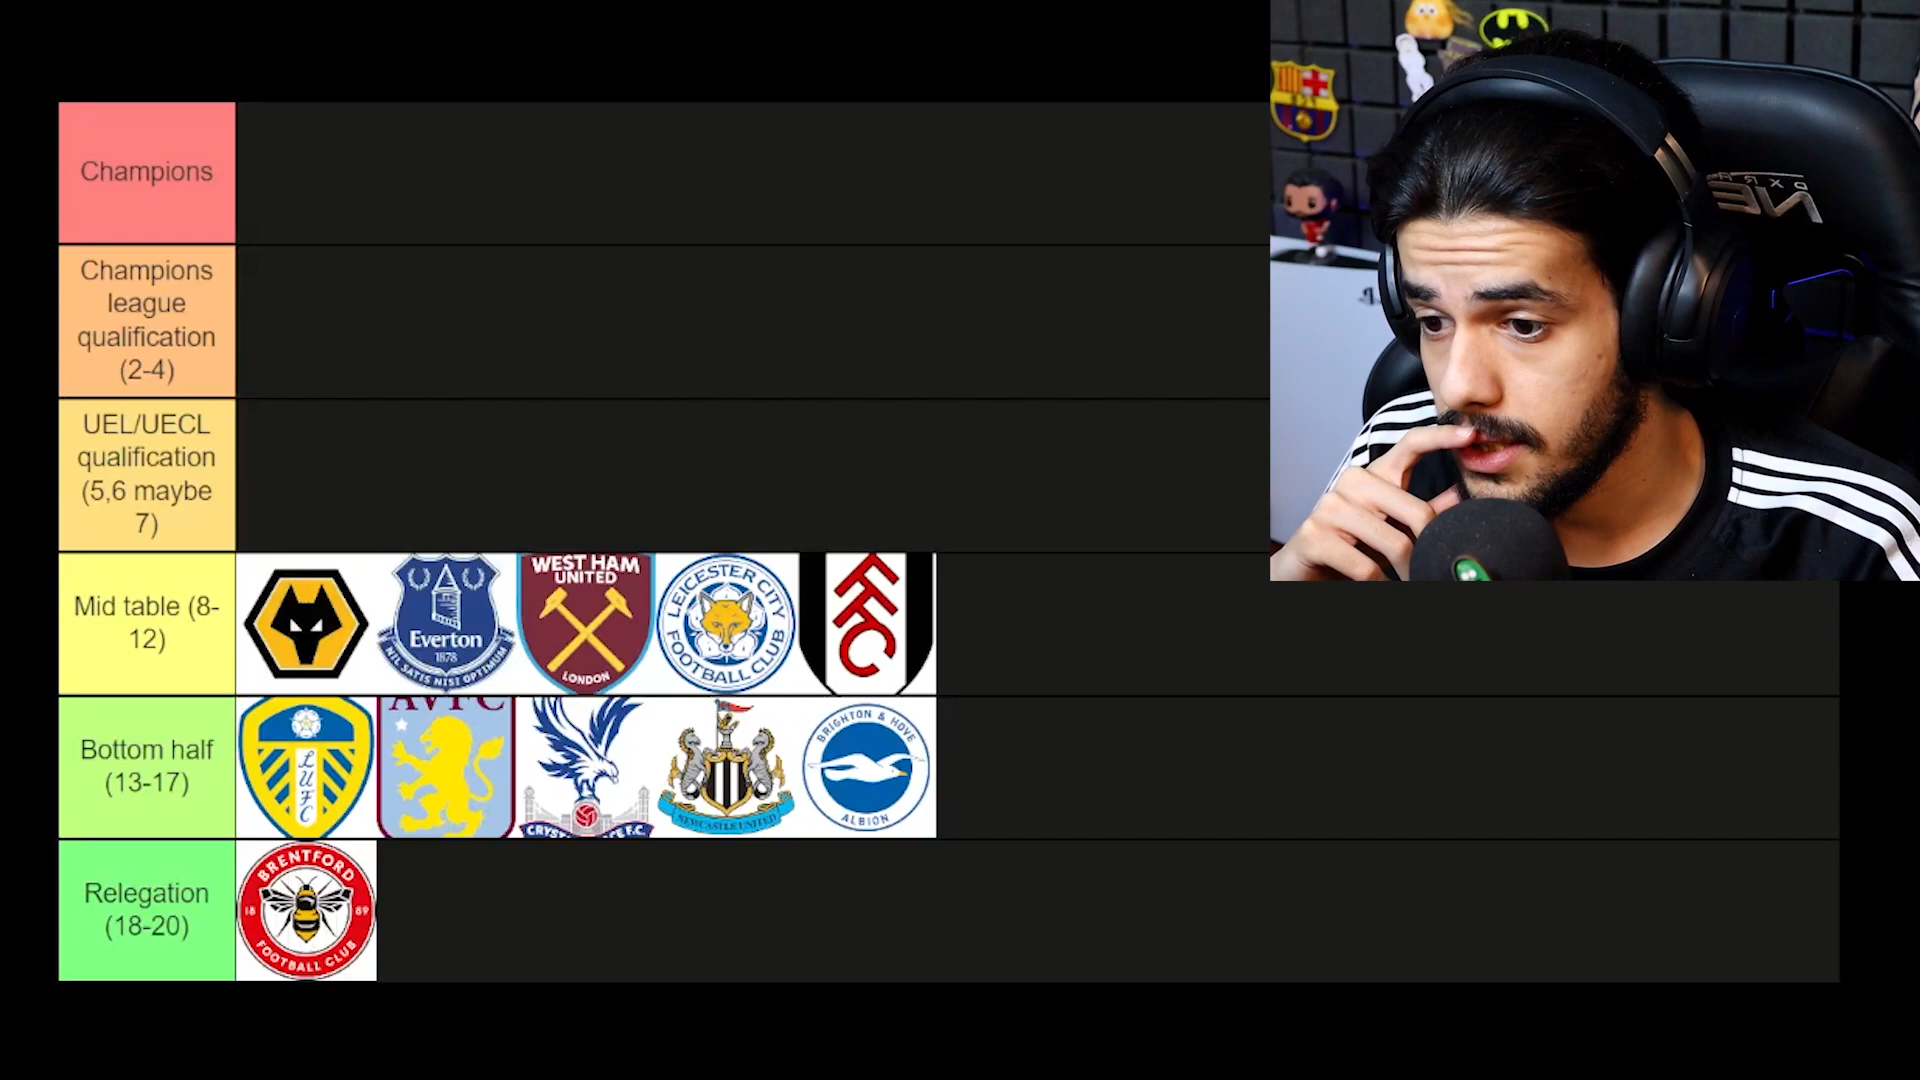 Champions
Champions
league
qualification
(2-4)
UEL/UECL
qualification
(5,6 maybe
7)
Mid table (8-
12)
Everton
1878
NIL SATIS NISI OPTIMUM
WEST HAM
UNITED
LONDON
LEICESTER CITY
FOOTBALL CLUB
FFC
Bottom half
(13-17)
LUFC
AVFC
NEWCASTLE UNITED
BRIGHTON & HOVE
ALBION
Relegation
(18-20)
BRENTFORD
18 89
FOOTBALL CLUB